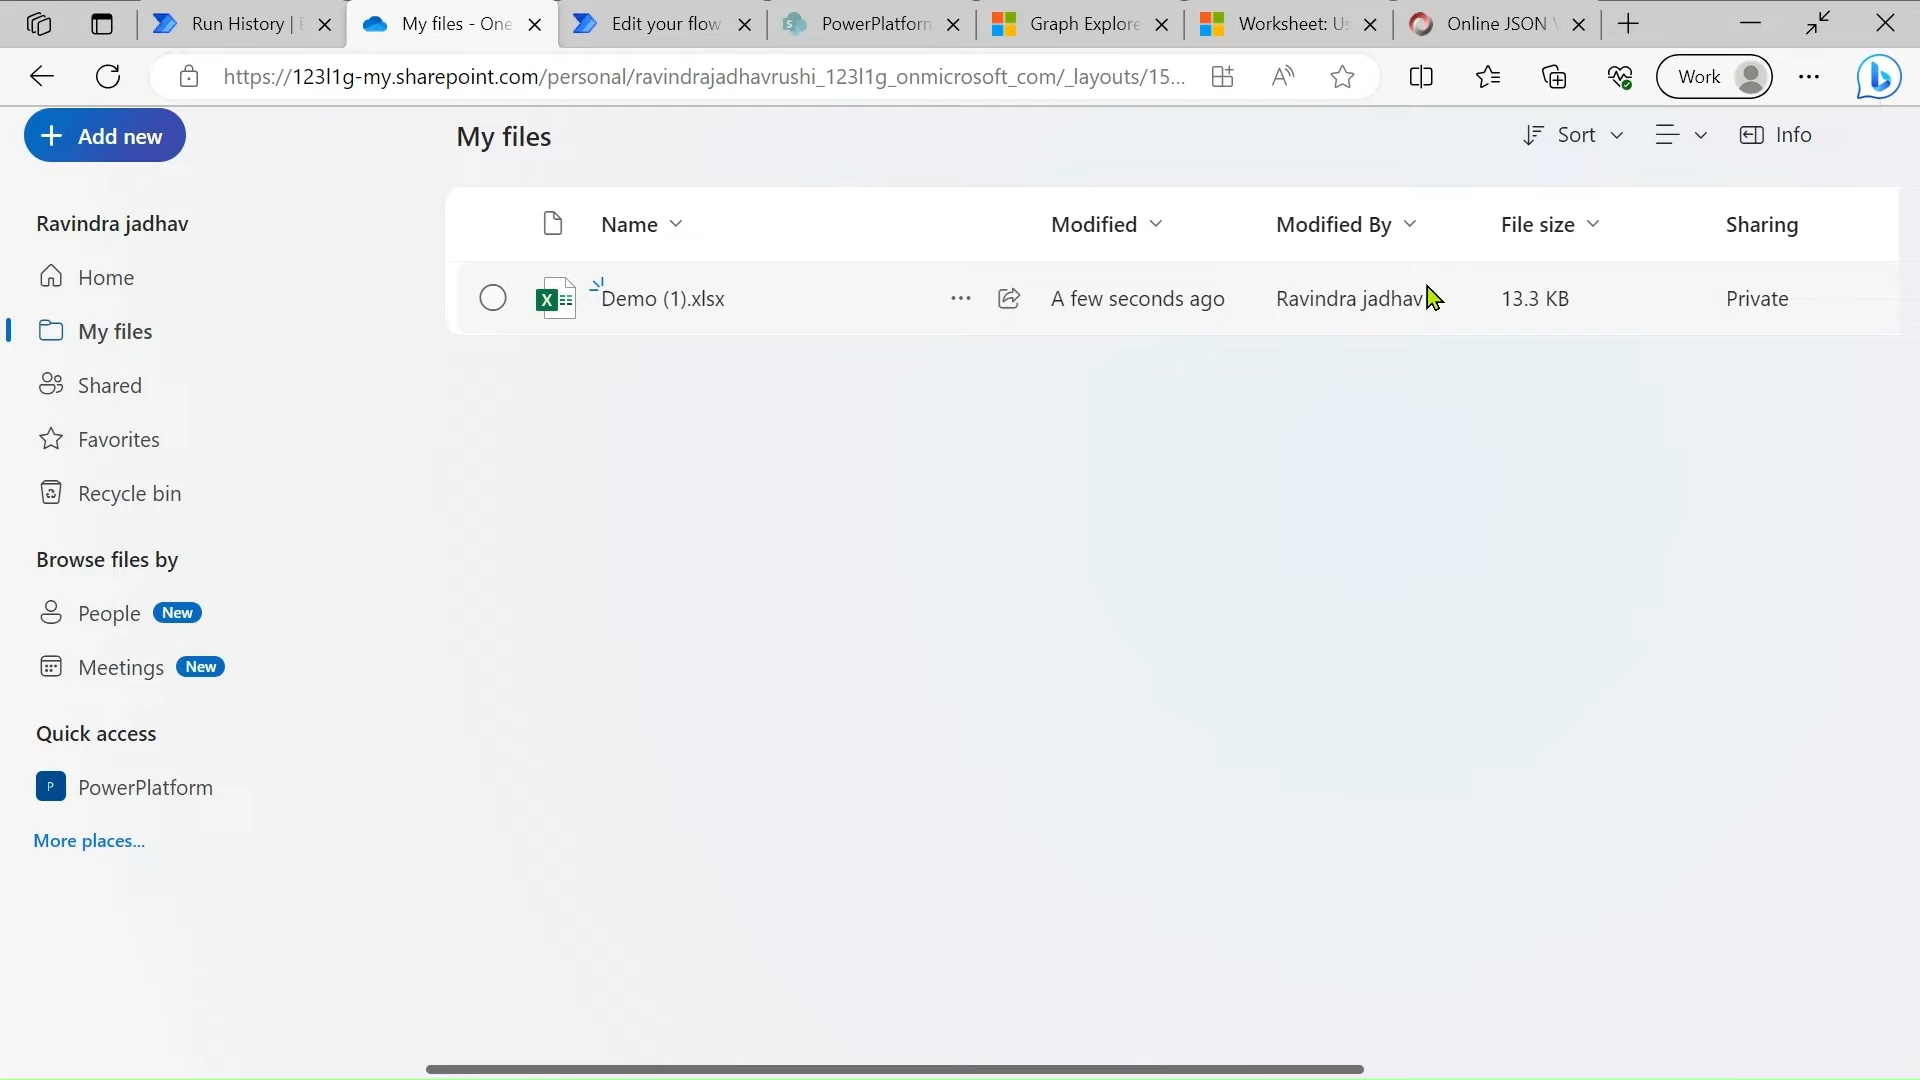 Run History |
My files - One
Edit your flow
PowerPlatform
Graph Explore
Worksheet: Us
Online JSON
https://123l1g-my.sharepoint.com/personal/ravindrajadhavrushi_123l1g_onmicrosoft_com/_layouts/15...
Work
Add new
My files
Sort
Info
Ravindra jadhav
Home
My files
Shared
Favorites
Recycle bin
Browse files by
People New
Meetings New
Quick access
P PowerPlatform
More places...
Name Modified Modified By File size Sharing
Demo (1).xlsx A few seconds ago Ravindra jadhav 13.3 KB Private